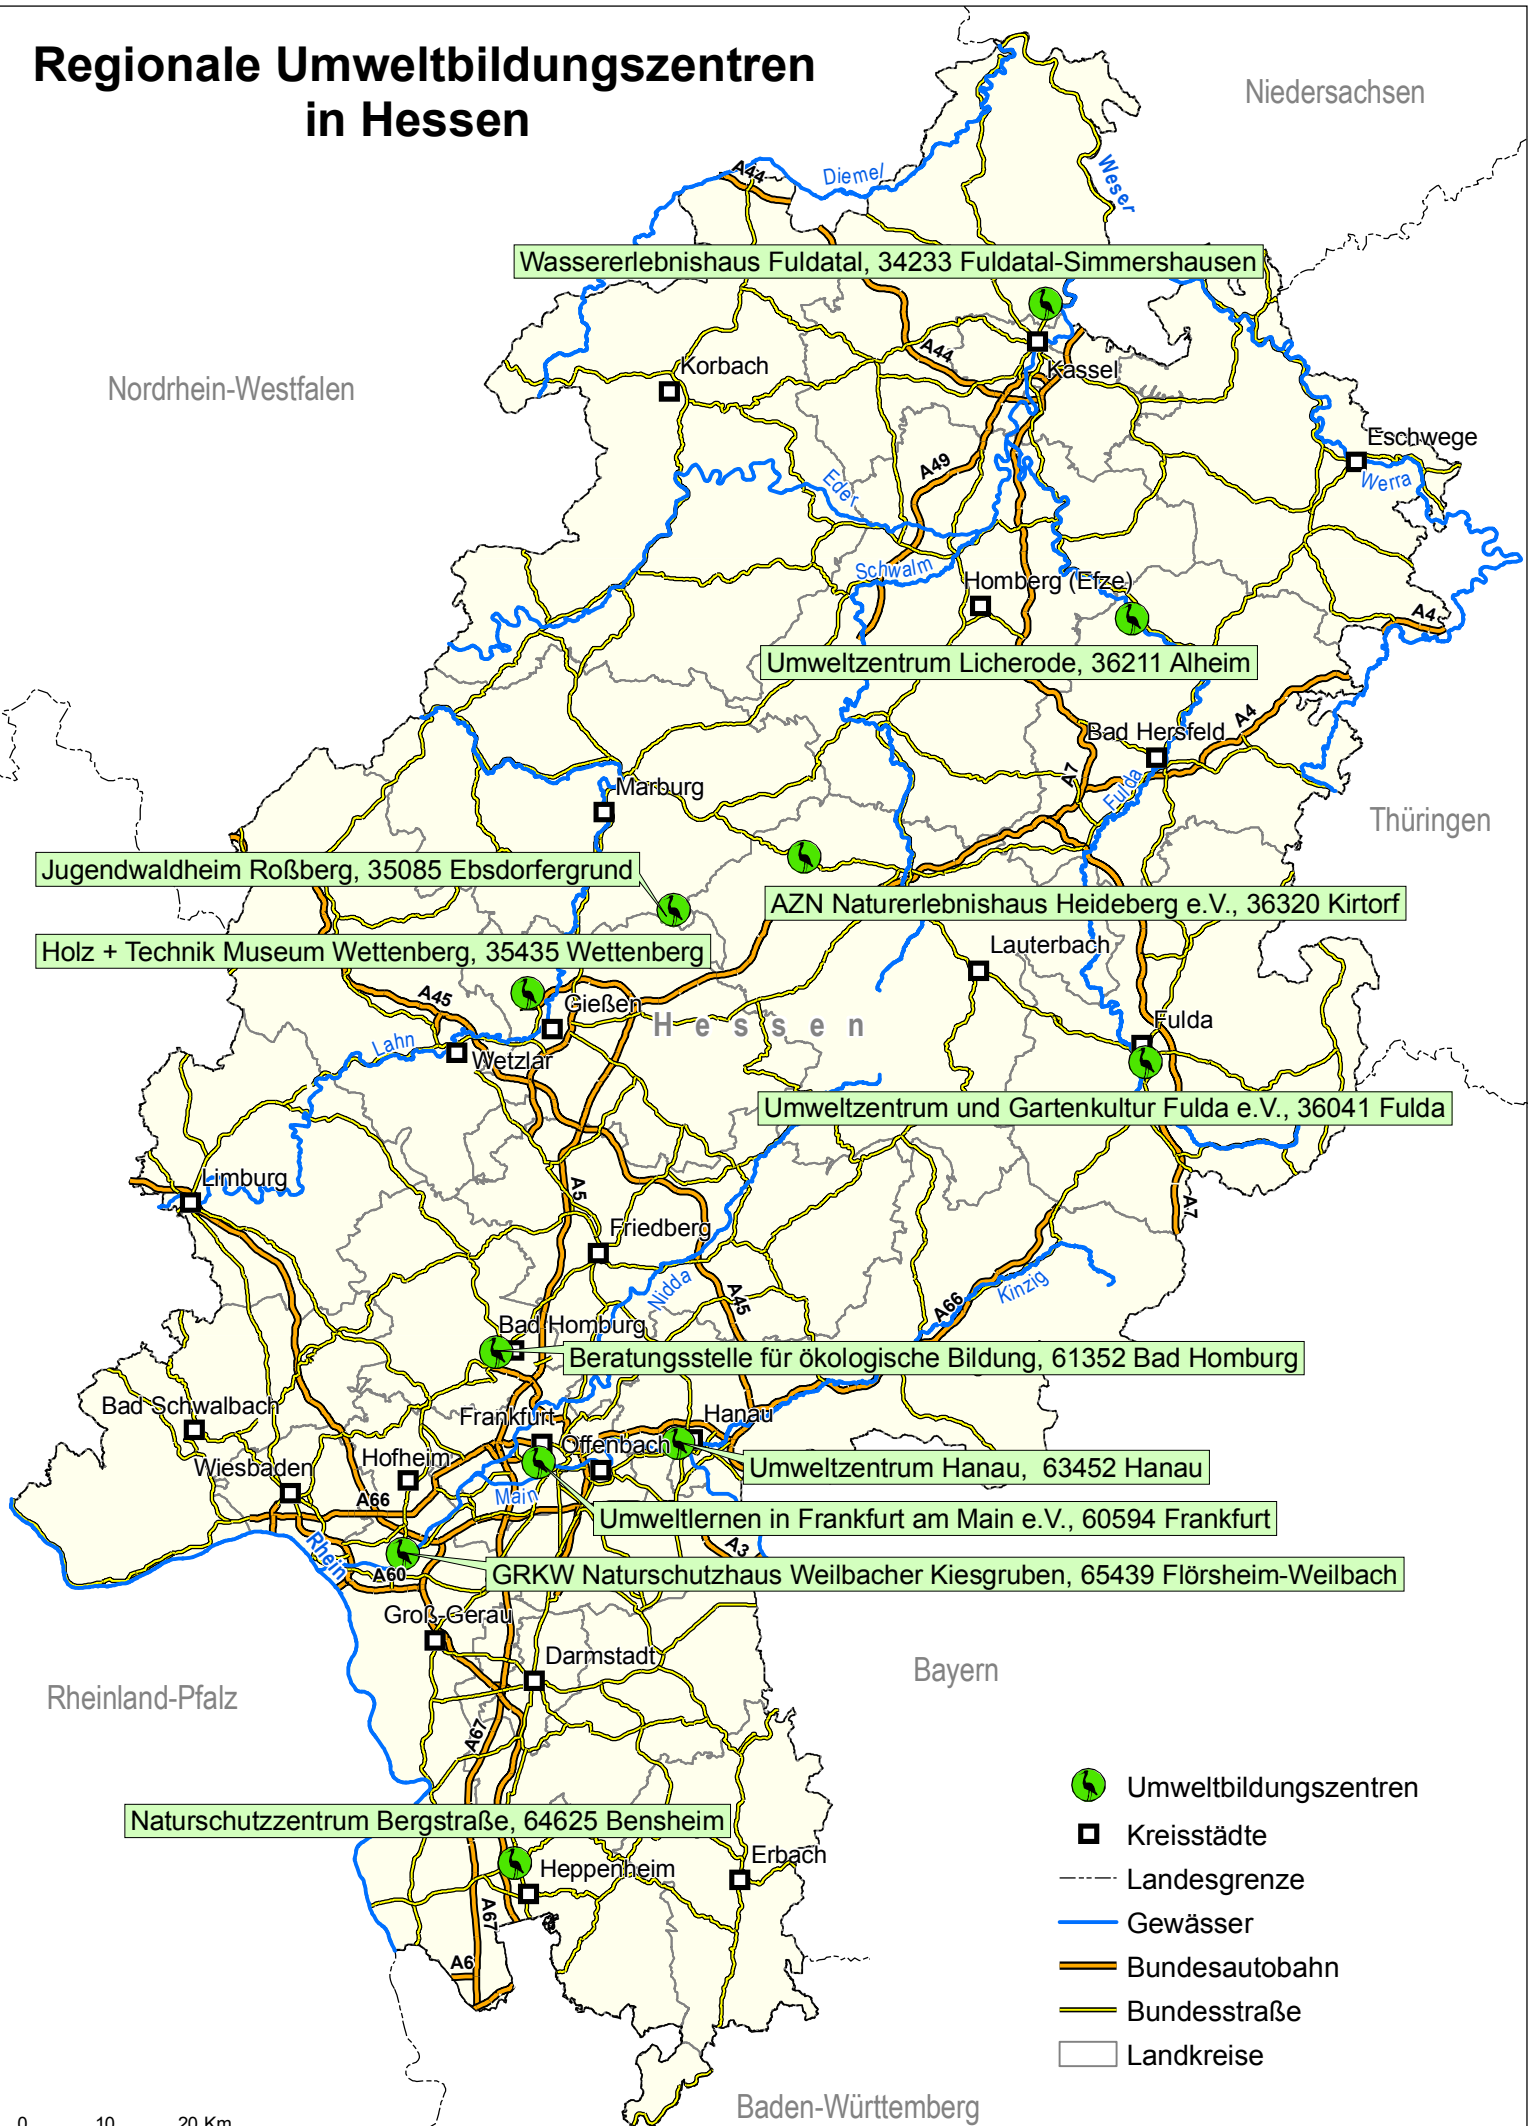 Regionale Umweltbildungszentren
in Hessen
Niedersachsen
A44
Diemel
Weser
Wassererlebnishaus Fuldatal, 34233 Fuldatal-Simmershausen
Nordrhein-Westfalen
Korbach
A44
Kassel
Eschwege
Werra
A49
Eder
Schwalm
Homberg (Efze)
A4
Umweltzentrum Licherode, 36211 Alheim
Bad Hersfeld
A4
A7
Fulda
Marburg
Thüringen
Jugendwaldheim Roßberg, 35085 Ebsdorfergrund
AZN Naturerlebnishaus Heideberg e.V., 36320 Kirtorf
Holz + Technik Museum Wettenberg, 35435 Wettenberg
Lauterbach
A45
Gießen
Hessen
Fulda
Lahn
Wetzlar
Umweltzentrum und Gartenkultur Fulda e.V., 36041 Fulda
Limburg
A5
A7
Friedberg
Nidda
A45
A66
Kinzig
Bad Homburg
Beratungsstelle für ökologische Bildung, 61352 Bad Homburg
Bad Schwalbach
Frankfurt
Hanau
Offenbach
Hofheim
Wiesbaden
Umweltzentrum Hanau, 63452 Hanau
A66
Main
Umweltlernen in Frankfurt am Main e.V., 60594 Frankfurt
Rhein
A3
A60
GRKW Naturschutzhaus Weilbacher Kiesgruben, 65439 Flörsheim-Weilbach
Groß-Gerau
Darmstadt
Bayern
Rheinland-Pfalz
A67
Umweltbildungszentren
Naturschutzzentrum Bergstraße, 64625 Bensheim
Kreisstädte
Erbach
Heppenheim
Landesgrenze
A67
Gewässer
A6
Bundesautobahn
Bundesstraße
Landkreise
Baden-Württemberg
0 10 20 Km